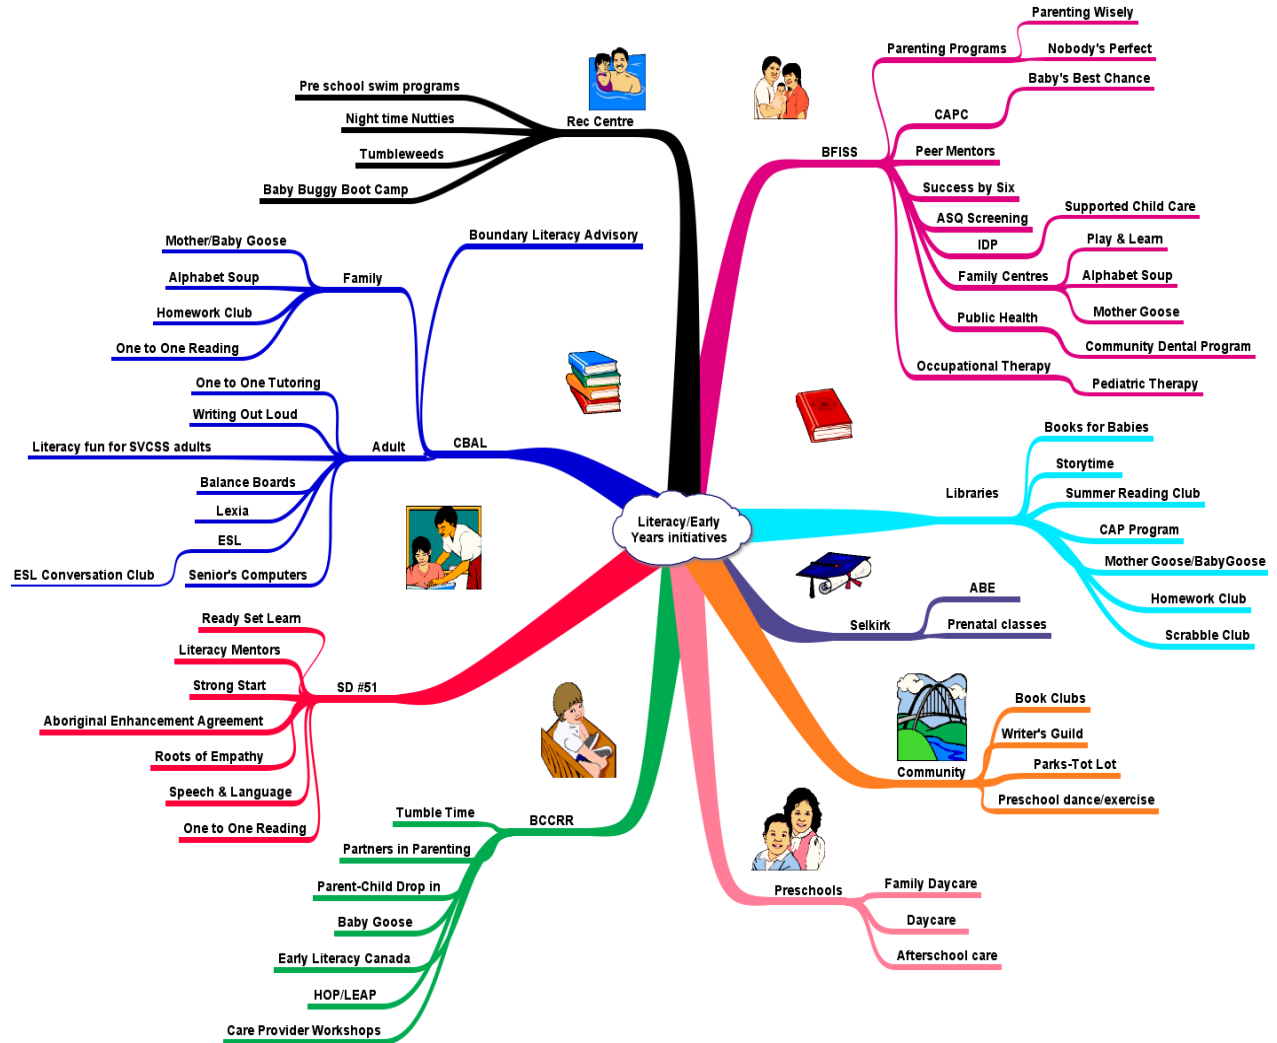 Literacy/Early
Years initiatives
Rec Centre
Pre school swim programs
Night time Nutties
Tumbleweeds
Baby Buggy Boot Camp
BFISS
Parenting Programs
Parenting Wisely
Nobody's Perfect
CAPC
Baby's Best Chance
Peer Mentors
Success by Six
ASQ Screening
IDP
Supported Child Care
Family Centres
Play & Learn
Alphabet Soup
Mother Goose
Public Health
Community Dental Program
Occupational Therapy
Pediatric Therapy
CBAL
Boundary Literacy Advisory
Family
Mother/Baby Goose
Alphabet Soup
Homework Club
One to One Reading
Adult
One to One Tutoring
Writing Out Loud
Literacy fun for SVCSS adults
Balance Boards
Lexia
ESL
ESL Conversation Club
Senior's Computers
Libraries
Books for Babies
Storytime
Summer Reading Club
CAP Program
Mother Goose/BabyGoose
Homework Club
Scrabble Club
Selkirk
ABE
Prenatal classes
SD #51
Ready Set Learn
Literacy Mentors
Strong Start
Aboriginal Enhancement Agreement
Roots of Empathy
Speech & Language
One to One Reading
Community
Book Clubs
Writer's Guild
Parks-Tot Lot
Preschool dance/exercise
BCCRR
Tumble Time
Partners in Parenting
Parent-Child Drop in
Baby Goose
Early Literacy Canada
HOP/LEAP
Care Provider Workshops
Preschools
Family Daycare
Daycare
Afterschool care